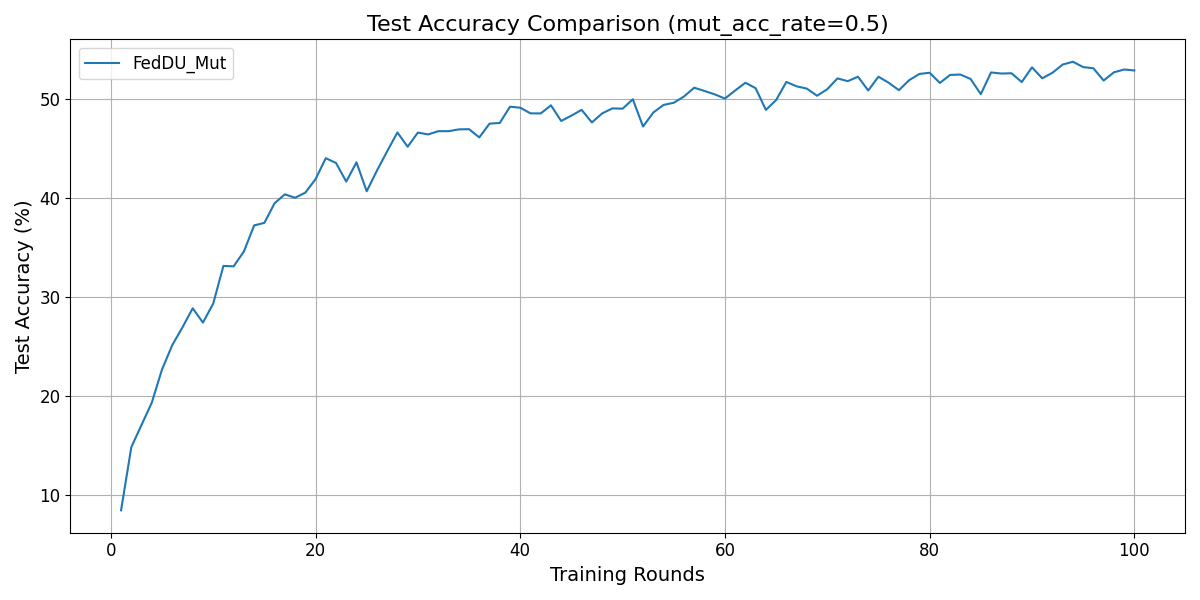 Test Accuracy Comparison (mut_acc_rate=0.5)
FedDU_Mut
Test Accuracy (%)
50
40
30
20
10
0 20 40 60 80 100
Training Rounds